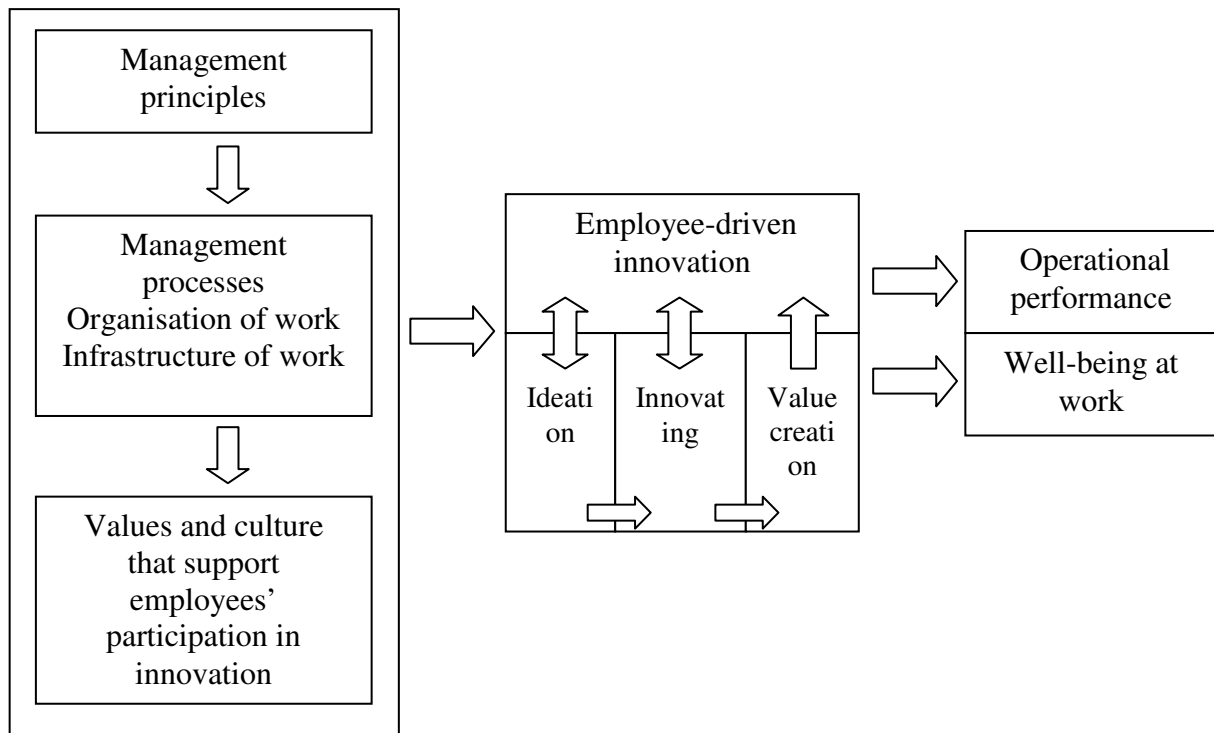 Management
principles
Management
processes
Organisation of work
Infrastructure of work
Values and culture
that support
employees’
participation in
innovation
Employee-driven
innovation
Ideati
on
Innovat
ing
Value
creati
on
Operational
performance
Well-being at
work